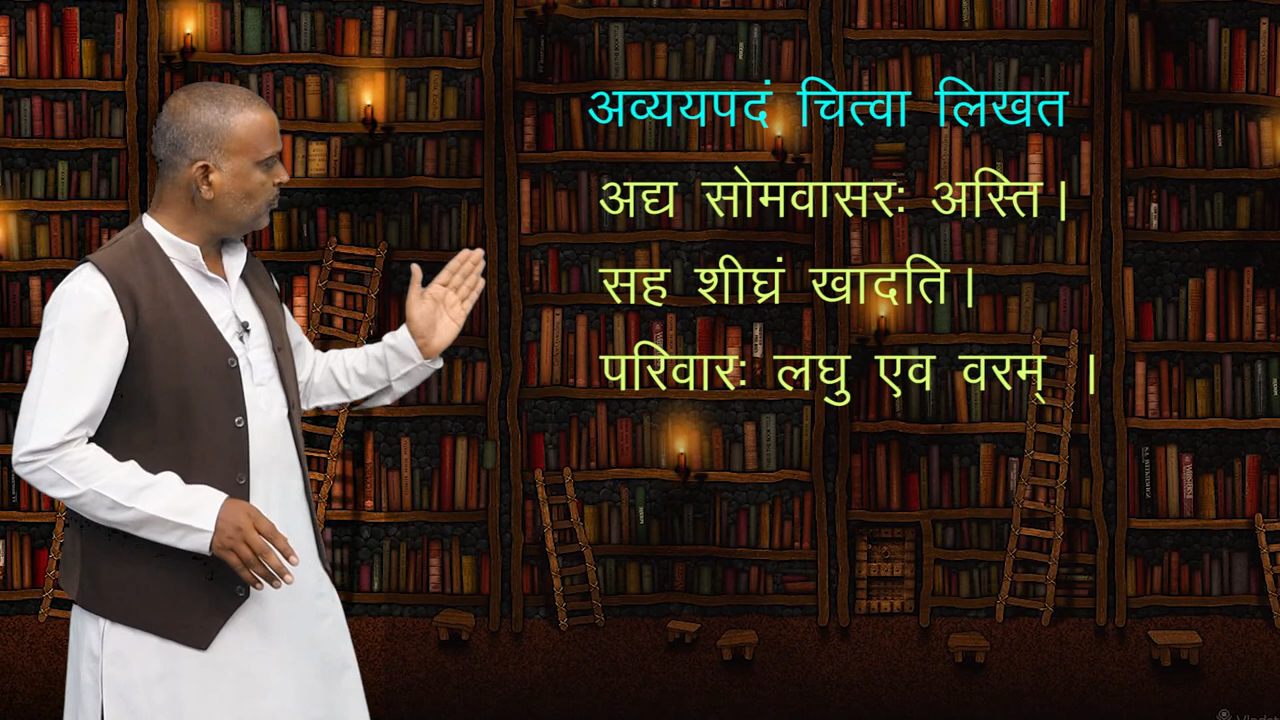 अव्ययपदं चित्वा लिखत
अद्य सोमवासरः अस्ति।
सह शीघ्रं खादति।
परिवारः लघु एव वरम् ।